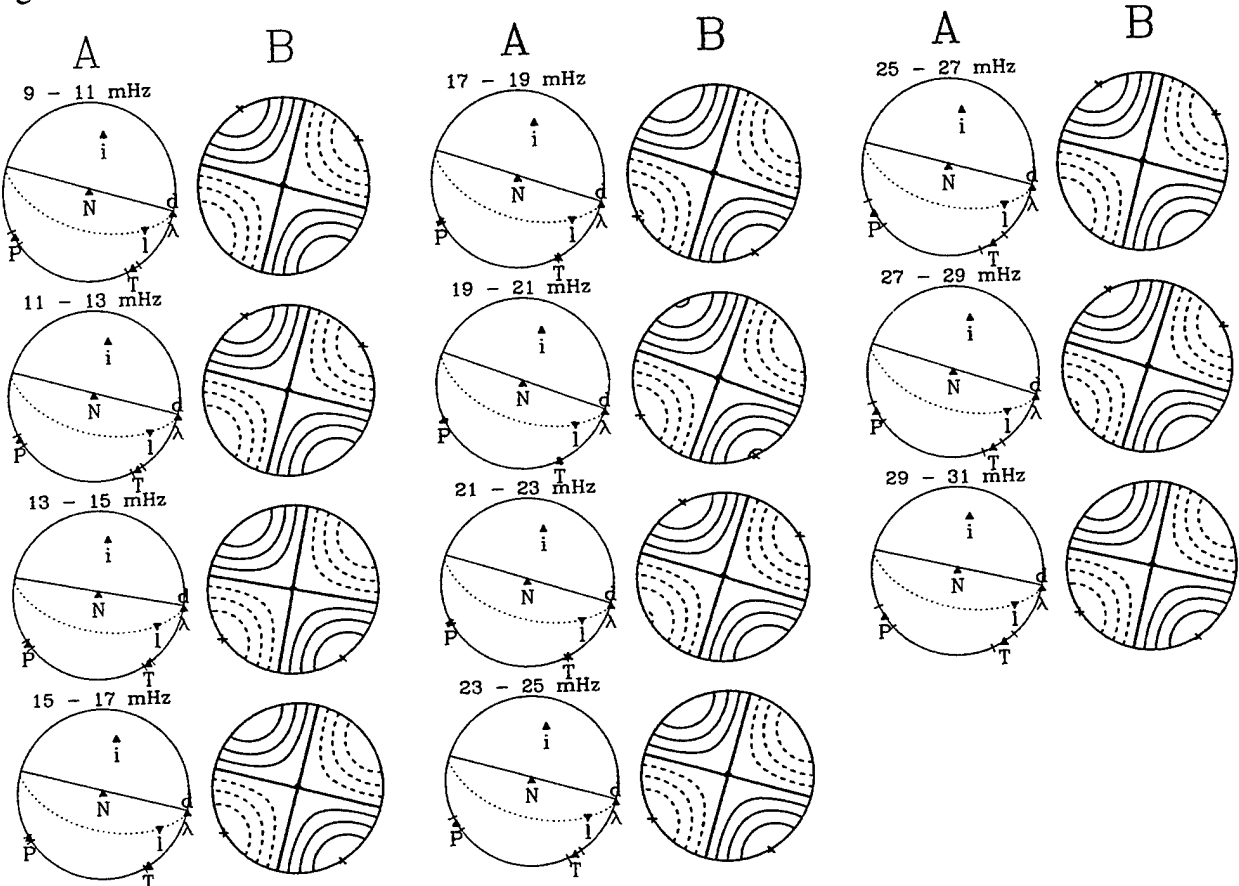 A B
9 – 11 mHz
i
N
d
λ
l
P
T
11 – 13 mHz
i
N
d
λ
l
P
T
13 – 15 mHz
i
N
d
λ
l
P
T
15 – 17 mHz
i
N
d
λ
l
P
T
A B
17 – 19 mHz
i
N
d
λ
l
P
T
19 – 21 mHz
i
N
d
λ
l
P
T
21 – 23 mHz
i
N
d
λ
l
P
T
23 – 25 mHz
i
N
d
λ
l
P
T
A B
25 – 27 mHz
i
N
d
λ
l
P
T
27 – 29 mHz
i
N
d
λ
l
P
T
29 – 31 mHz
i
N
d
λ
l
P
T